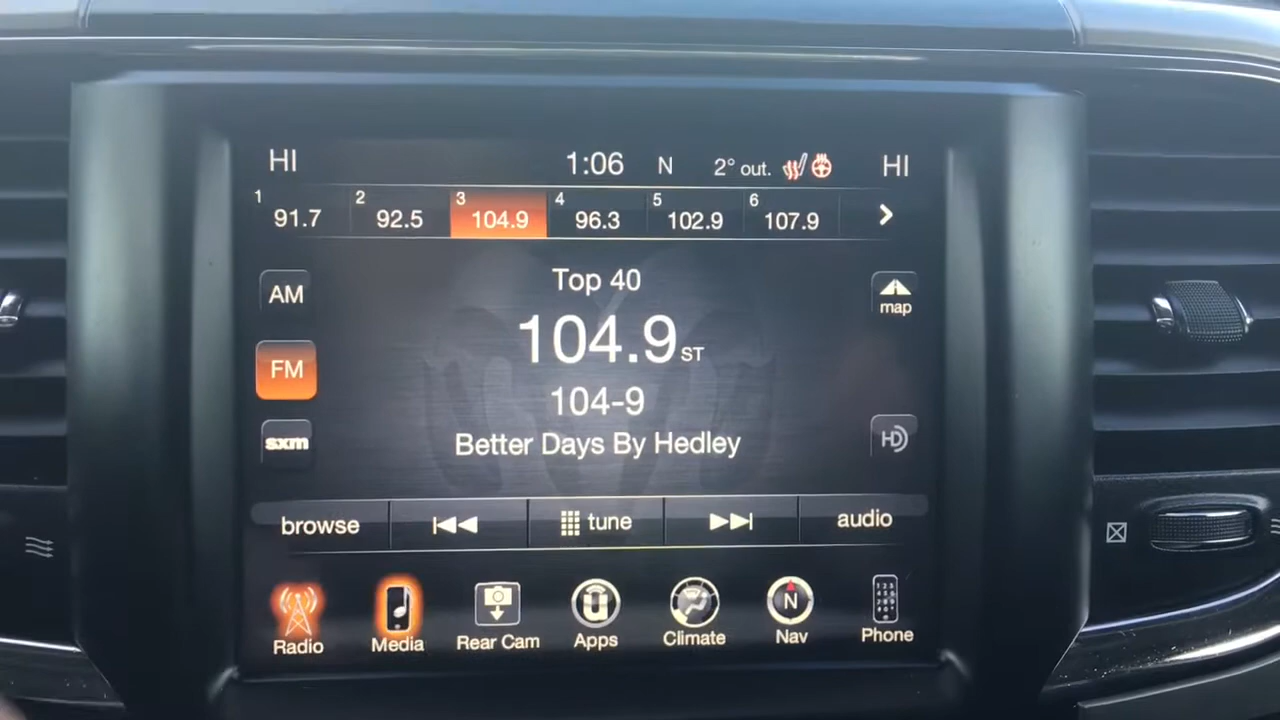 HI 1:06 N 2° out. HI
1 91.7 2 92.5 3 104.9 4 96.3 5 102.9 6 107.9
Top 40
AM
map
104.9 ST
FM
104-9
Better Days By Hedley
sxm
HD
browse tune audio
Radio Media Rear Cam Apps Climate N Nav Phone